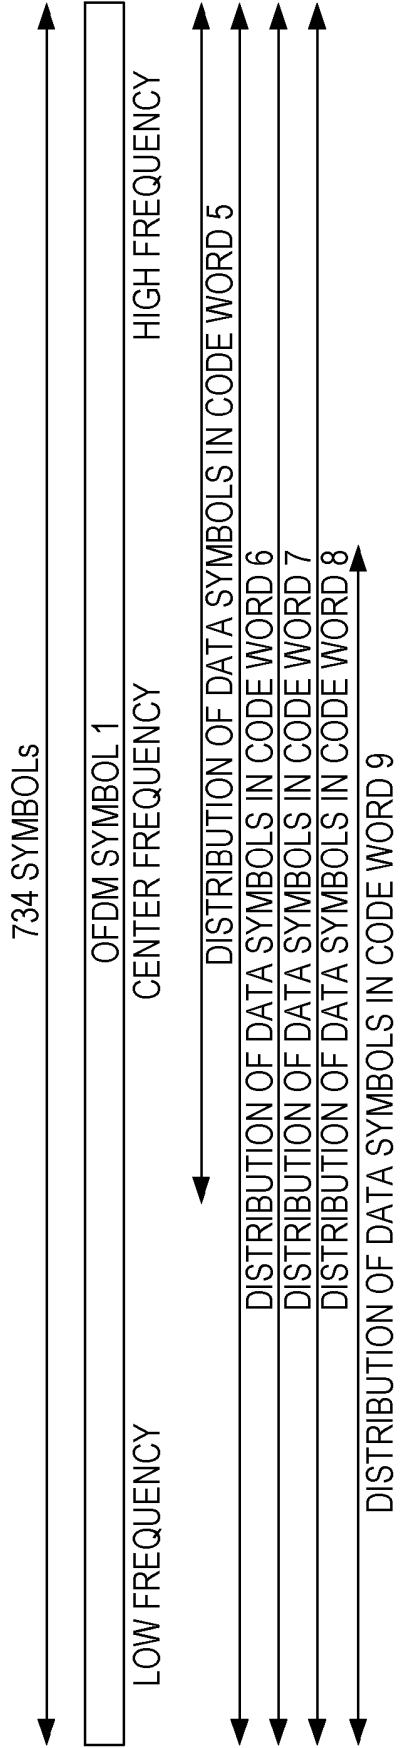 734 SYMBOLs
OFDM SYMBOL 1
LOW FREQUENCY
CENTER FREQUENCY
HIGH FREQUENCY
DISTRIBUTION OF DATA SYMBOLS IN CODE WORD 5
DISTRIBUTION OF DATA SYMBOLS IN CODE WORD 6
DISTRIBUTION OF DATA SYMBOLS IN CODE WORD 7
DISTRIBUTION OF DATA SYMBOLS IN CODE WORD 8
DISTRIBUTION OF DATA SYMBOLS IN CODE WORD 9